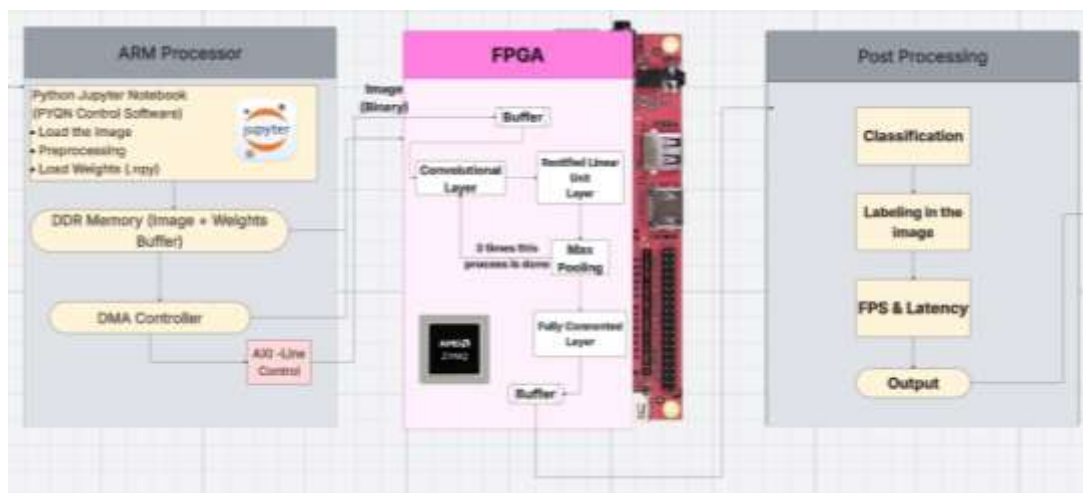 ARM Processor
Python Jupyter Notebook
(PYQN Control Software)
• Load the Image
• Preprocessing
• Load Weights (.npy)
jupyter
DDR Memory (Image + Weights
Buffer)
DMA Controller
AXI -Line
Control
Image
(Binary)
FPGA
Buffer
Convolutional
Layer
Rectified Linear
Unit
Layer
3 times this
process is done
Max
Pooling
Fully Connected
Layer
AMD
ZYNQ
Buffer
Post Processing
Classification
Labeling in the
image
FPS & Latency
Output